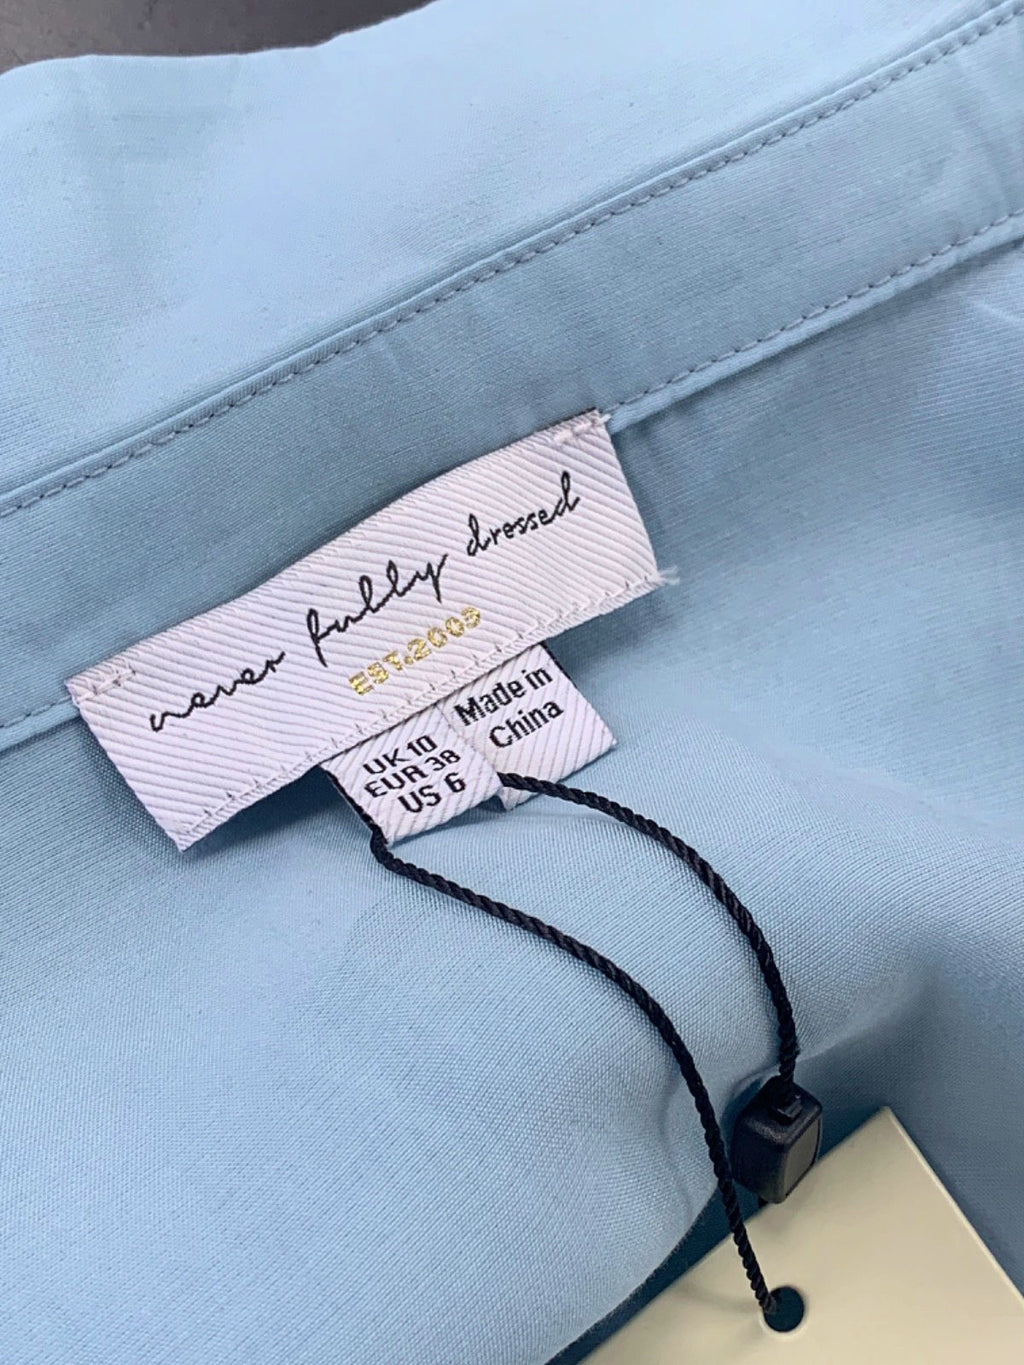 never fully dressed
EST.2009
UK 10
EUR 38
US 6
Made in
China